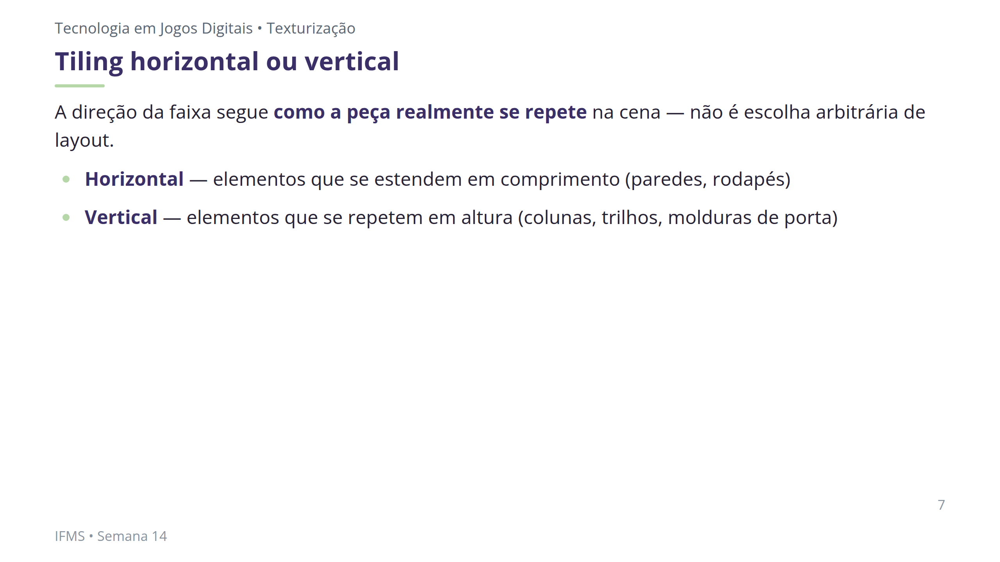 Tecnologia em Jogos Digitais • Texturização
Tiling horizontal ou vertical
A direção da faixa segue como a peça realmente se repete na cena — não é escolha arbitrária de
layout.
• Horizontal — elementos que se estendem em comprimento (paredes, rodapés)
• Vertical — elementos que se repetem em altura (colunas, trilhos, molduras de porta)
7
IFMS • Semana 14